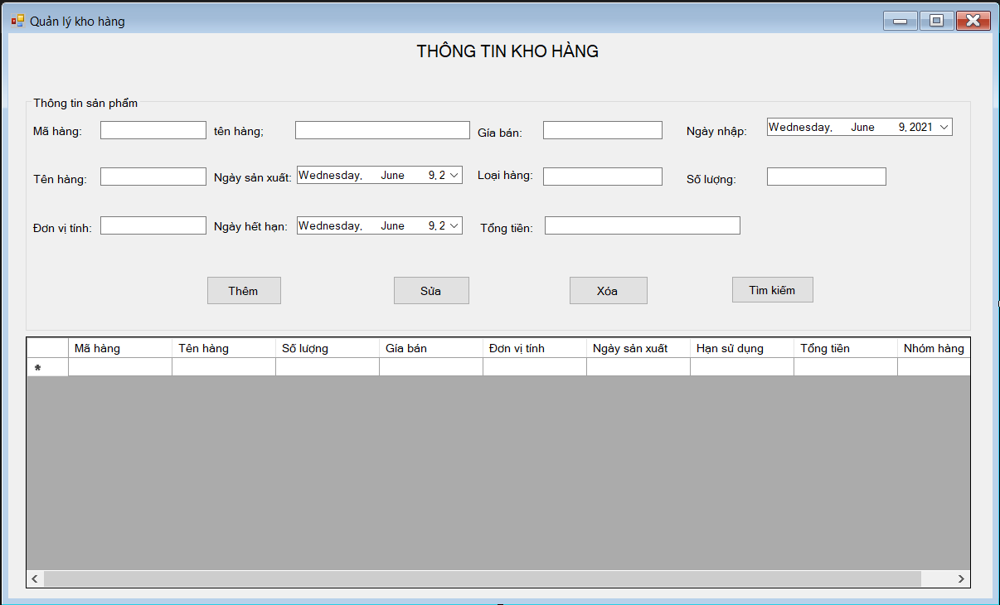 Quản lý kho hàng
THÔNG TIN KHO HÀNG
Thông tin sản phẩm
Mã hàng: tên hàng; Gía bán: Ngày nhập: Wednesday, June 9, 2021
Tên hàng: Ngày sản xuất: Wednesday, June 9, 2 Loại hàng: Số lượng:
Đơn vị tính: Ngày hết hạn: Wednesday, June 9, 2 Tổng tiền:
Thêm Sửa Xóa Tìm kiếm
Mã hàng Tên hàng Số lượng Gía bán Đơn vị tính Ngày sản xuất Hạn sử dụng Tổng tiền Nhóm hàng
*